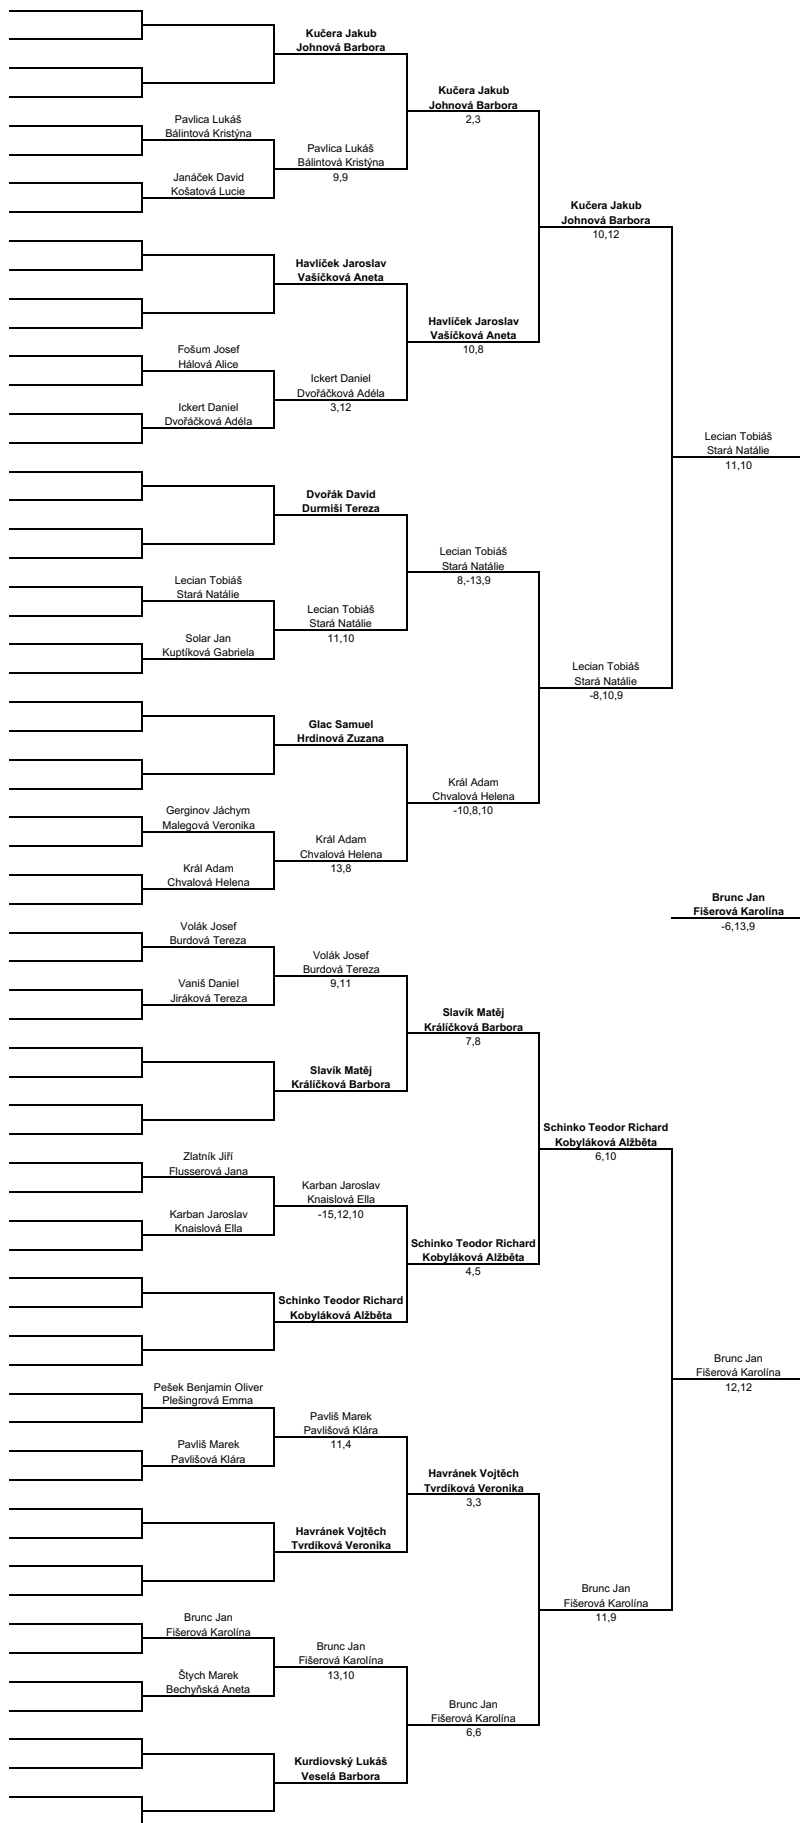 Kučera Jakub
Johnová Barbora
Kučera Jakub
Johnová Barbora
2,3
Pavlica Lukáš
Bálintová Kristýna
Pavlica Lukáš
Bálintová Kristýna
9,9
Janáček David
Košatová Lucie
Kučera Jakub
Johnová Barbora
10,12
Havlíček Jaroslav
Vašíčková Aneta
Havlíček Jaroslav
Vašíčková Aneta
10,8
Fošum Josef
Hálová Alice
Ickert Daniel
Dvořáčková Adéla
3,12
Ickert Daniel
Dvořáčková Adéla
Lecian Tobiáš
Stará Natálie
11,10
Dvořák David
Durmiši Tereza
Lecian Tobiáš
Stará Natálie
8,-13,9
Lecian Tobiáš
Stará Natálie
Lecian Tobiáš
Stará Natálie
11,10
Solar Jan
Kuptíková Gabriela
Lecian Tobiáš
Stará Natálie
-8,10,9
Glac Samuel
Hrdinová Zuzana
Král Adam
Chvalová Helena
-10,8,10
Gerginov Jáchym
Malegová Veronika
Král Adam
Chvalová Helena
13,8
Král Adam
Chvalová Helena
Brunc Jan
Fišerová Karolína
-6,13,9
Volák Josef
Burdová Tereza
Volák Josef
Burdová Tereza
9,11
Vaniš Daniel
Jiráková Tereza
Slavík Matěj
Králíčková Barbora
7,8
Slavík Matěj
Králíčková Barbora
Schinko Teodor Richard
Kobyláková Alžběta
6,10
Zlatník Jiří
Flusserová Jana
Karban Jaroslav
Knaislová Ella
-15,12,10
Karban Jaroslav
Knaislová Ella
Schinko Teodor Richard
Kobyláková Alžběta
4,5
Schinko Teodor Richard
Kobyláková Alžběta
Brunc Jan
Fišerová Karolína
12,12
Pešek Benjamin Oliver
Plešingrová Emma
Pavliš Marek
Pavlišová Klára
11,4
Pavliš Marek
Pavlišová Klára
Havránek Vojtěch
Tvrdíková Veronika
3,3
Havránek Vojtěch
Tvrdíková Veronika
Brunc Jan
Fišerová Karolína
11,9
Brunc Jan
Fišerová Karolína
Brunc Jan
Fišerová Karolína
13,10
Štych Marek
Bechyňská Aneta
Brunc Jan
Fišerová Karolína
6,6
Kurdiovský Lukáš
Veselá Barbora